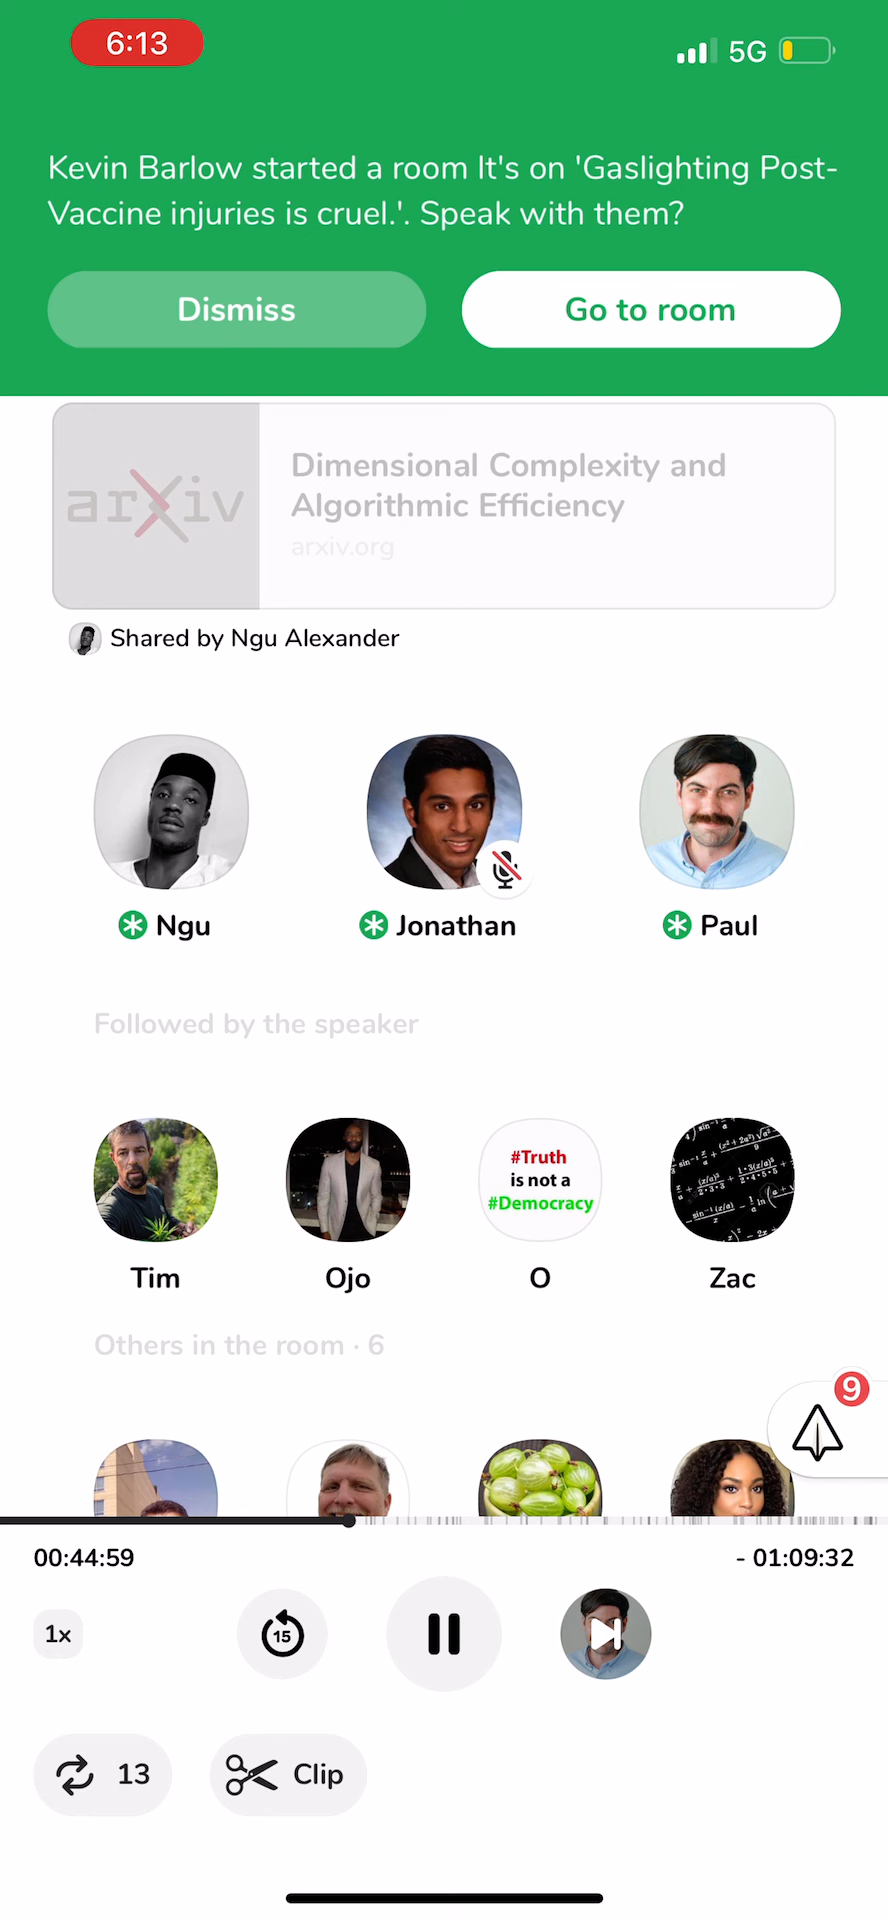 6:13
5G
Kevin Barlow started a room It's on 'Gaslighting Post-
Vaccine injuries is cruel.'. Speak with them?
Dismiss
Go to room
arXiv
Dimensional Complexity and
Algorithmic Efficiency
arxiv.org
Shared by Ngu Alexander
Ngu
Jonathan
Paul
Followed by the speaker
#Truth
is not a
#Democracy
Tim
Ojo
O
Zac
Others in the room · 6
9
00:44:59
- 01:09:32
1x
15
13
Clip